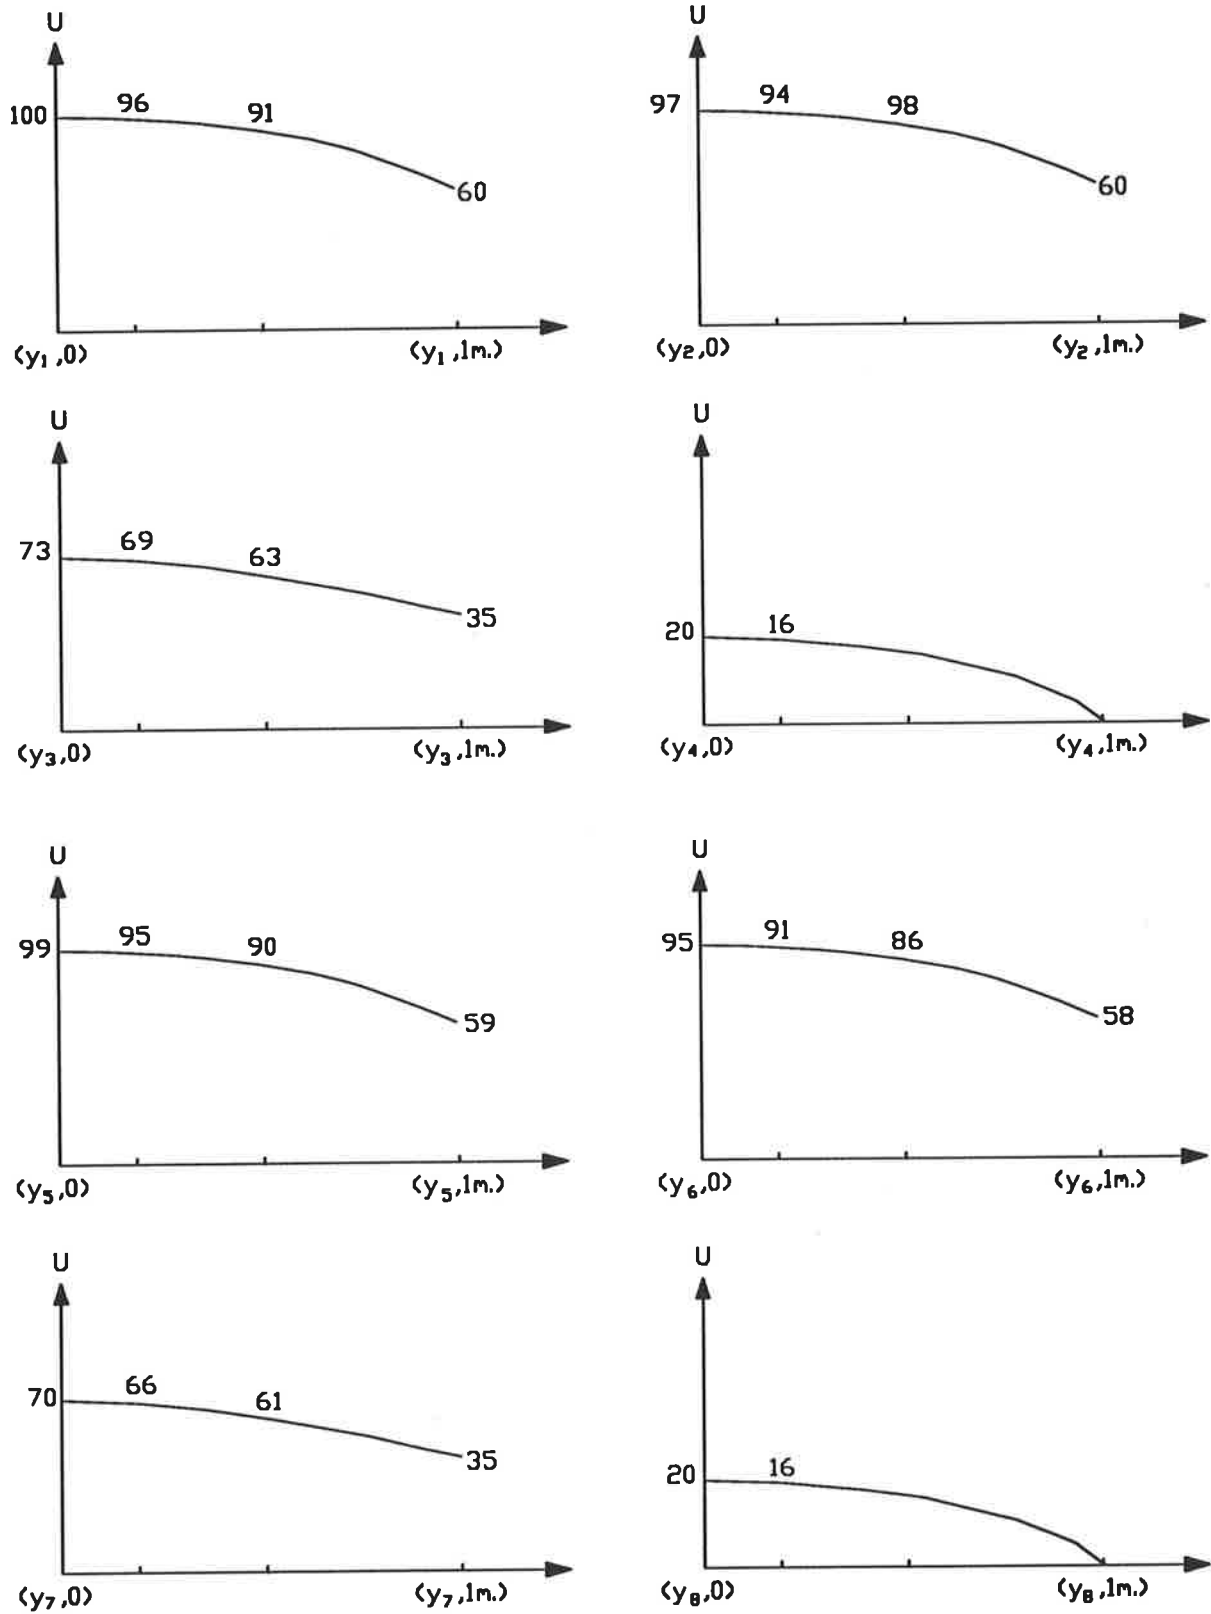 U
100
96
91
60
(y₁,0)
(y₁,1m.)
U
97
94
98
60
(y₂,0)
(y₂,1m.)
U
73
69
63
35
(y₃,0)
(y₃,1m.)
U
20
16
(y₄,0)
(y₄,1m.)
U
99
95
90
59
(y₅,0)
(y₅,1m.)
U
95
91
86
58
(y₆,0)
(y₆,1m.)
U
70
66
61
35
(y₇,0)
(y₇,1m.)
U
20
16
(y₈,0)
(y₈,1m.)